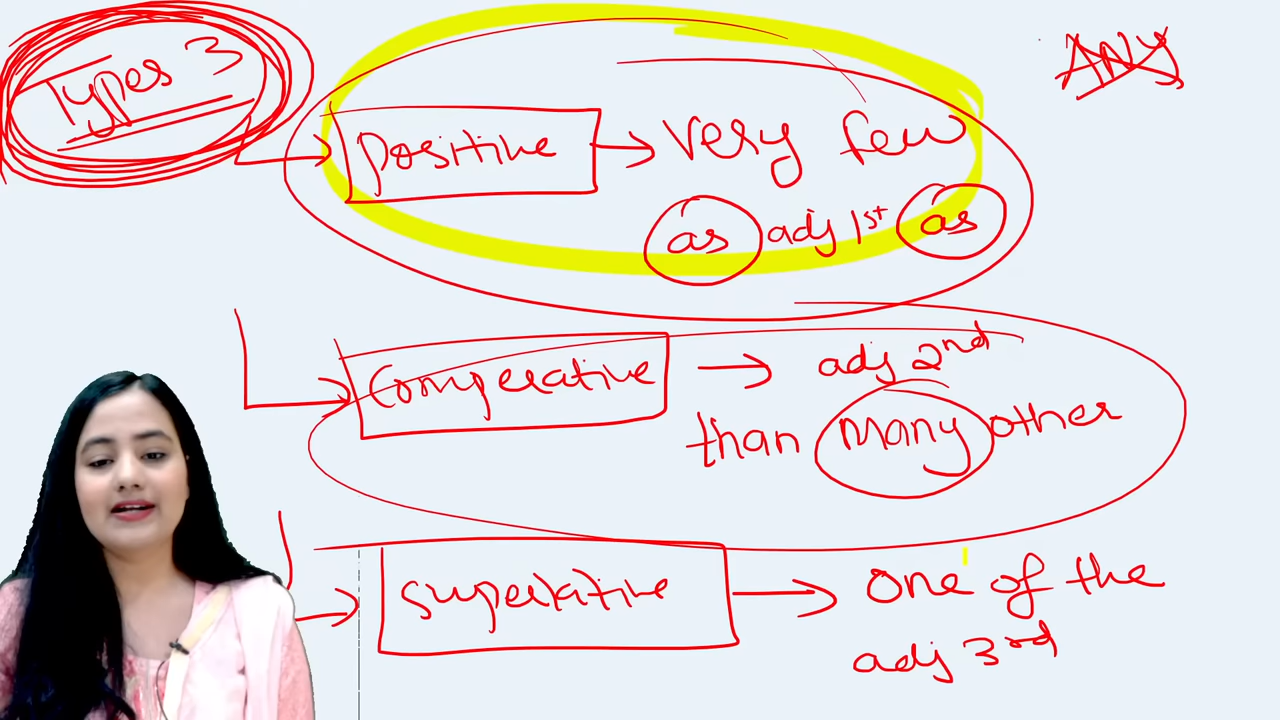 Types 3
ANY
Positive → Very few
as adj 1st as
Comperative → adj 2nd
than Many other
Superlative → One of the
adj 3rd